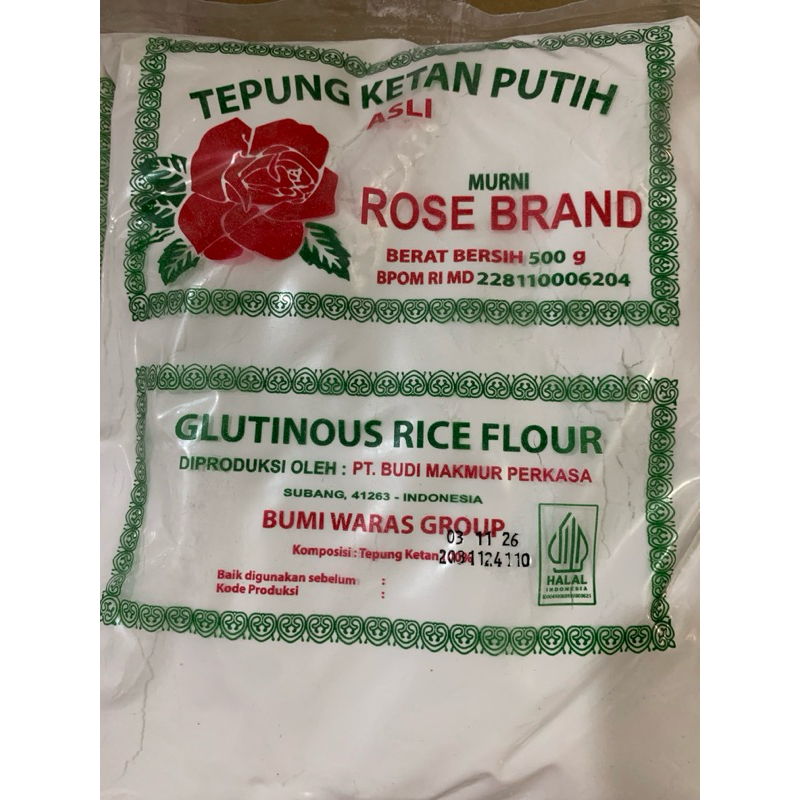 TEPUNG KETAN PUTIH
ASLI
MURNI
ROSE BRAND
BERAT BERSIH 500 g
BPOM RI MD 228110006204
GLUTINOUS RICE FLOUR
DIPRODUKSI OLEH : PT. BUDI MAKMUR PERKASA
SUBANG, 41263 - INDONESIA
BUMI WARAS GROUP
03 11 26
Komposisi : Tepung Ketan
2031124110
HALAL
INDONESIA
Baik digunakan sebelum :
Kode Produksi :